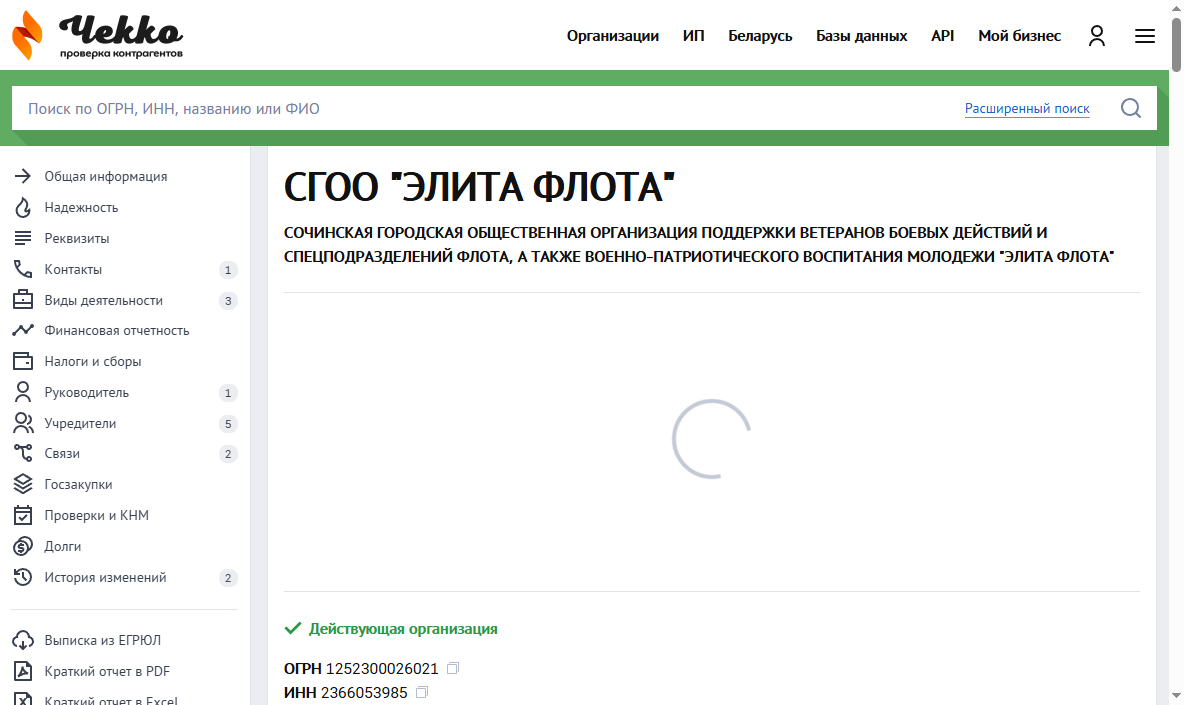 Чекко
проверка контрагентов
Организации ИП Беларусь Базы данных API Мой бизнес
Поиск по ОГРН, ИНН, названию или ФИО Расширенный поиск
Общая информация
Надежность
Реквизиты
Контакты 1
Виды деятельности 3
Финансовая отчетность
Налоги и сборы
Руководитель 1
Учредители 5
Связи 2
Госзакупки
Проверки и КНМ
Долги
История изменений 2
Выписка из ЕГРЮЛ
Краткий отчет в PDF
Краткий отчет в Excel
СГОО "ЭЛИТА ФЛОТА"
СОЧИНСКАЯ ГОРОДСКАЯ ОБЩЕСТВЕННАЯ ОРГАНИЗАЦИЯ ПОДДЕРЖКИ ВЕТЕРАНОВ БОЕВЫХ ДЕЙСТВИЙ И
СПЕЦПОДРАЗДЕЛЕНИЙ ФЛОТА, А ТАКЖЕ ВОЕННО-ПАТРИОТИЧЕСКОГО ВОСПИТАНИЯ МОЛОДЕЖИ "ЭЛИТА ФЛОТА"
Действующая организация
ОГРН 1252300026021
ИНН 2366053985